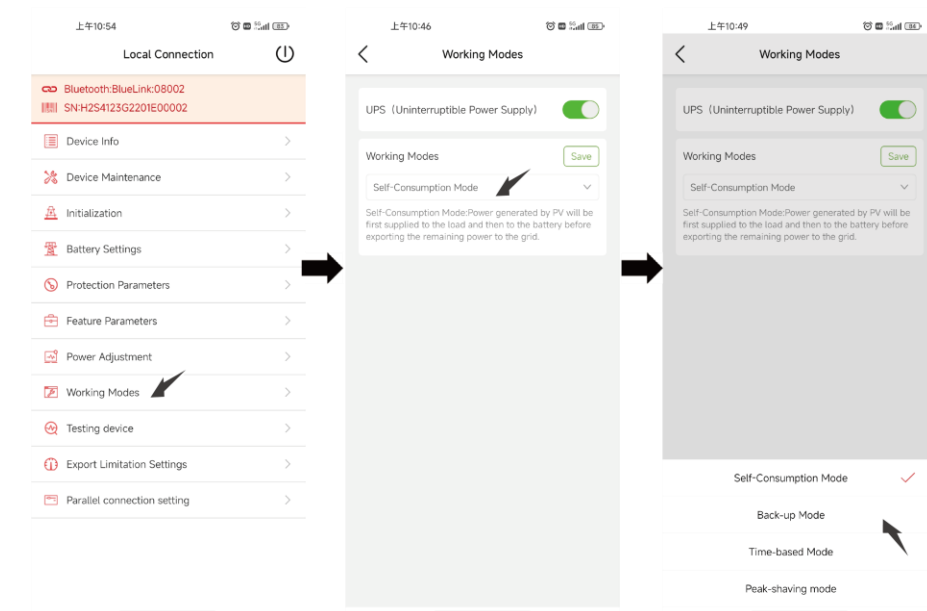 上午10:54
5G
83
Local Connection
Bluetooth:BlueLink:08002
SN:H2S4123G2201E00002
Device Info
Device Maintenance
Initialization
Battery Settings
Protection Parameters
Feature Parameters
Power Adjustment
Working Modes
Testing device
Export Limitation Settings
Parallel connection setting
上午10:46
5G
85
Working Modes
UPS（Uninterruptible Power Supply）
Working Modes
Save
Self-Consumption Mode
Self-Consumption Mode:Power generated by PV will be
first supplied to the load and then to the battery before
exporting the remaining power to the grid.
上午10:49
5G
84
Working Modes
UPS（Uninterruptible Power Supply）
Working Modes
Save
Self-Consumption Mode
Self-Consumption Mode:Power generated by PV will be
first supplied to the load and then to the battery before
exporting the remaining power to the grid.
Self-Consumption Mode
Back-up Mode
Time-based Mode
Peak-shaving mode